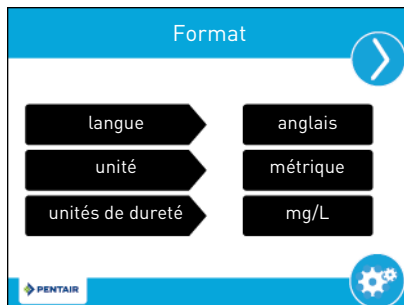 Format
langue
anglais
unité
métrique
unités de dureté
mg/L
PENTAIR